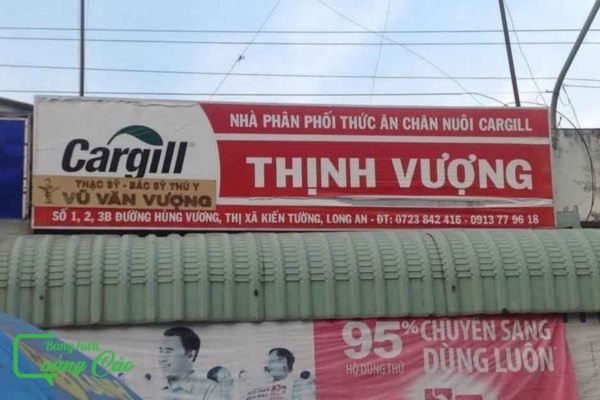 NHÀ PHÂN PHỐI THỨC ĂN CHĂN NUÔI CARGILL
Cargill
THỊNH VƯỢNG
THẠC SỸ - BÁC SỸ THÚ Y
VŨ VĂN VƯỢNG
SỐ 1, 2, 3B ĐƯỜNG HÙNG VƯƠNG, THỊ XÃ KIẾN TƯỜNG, LONG AN - ĐT: 0723 842 416 - 0913 77 96 18
95% CHUYỂN SANG
HỘ DÙNG THỬ DÙNG LUÔN
Bảng hiệu
Quảng Cáo